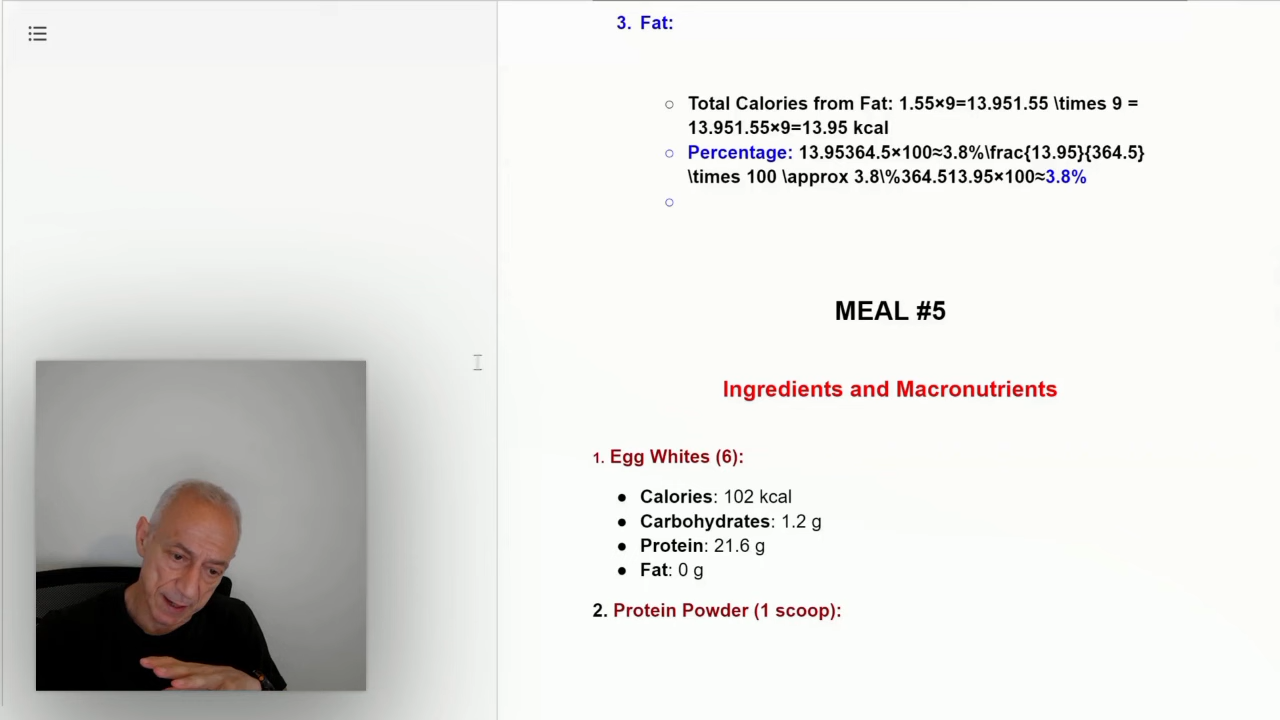 3. Fat:
○ Total Calories from Fat: 1.55×9=13.951.55 \times 9 =
13.951.55×9=13.95 kcal
○ Percentage: 13.95364.5×100≈3.8%\frac{13.95}{364.5}
\times 100 \approx 3.8\%364.513.95×100≈3.8%
○
MEAL #5
Ingredients and Macronutrients
1. Egg Whites (6):
● Calories: 102 kcal
● Carbohydrates: 1.2 g
● Protein: 21.6 g
● Fat: 0 g
2. Protein Powder (1 scoop):